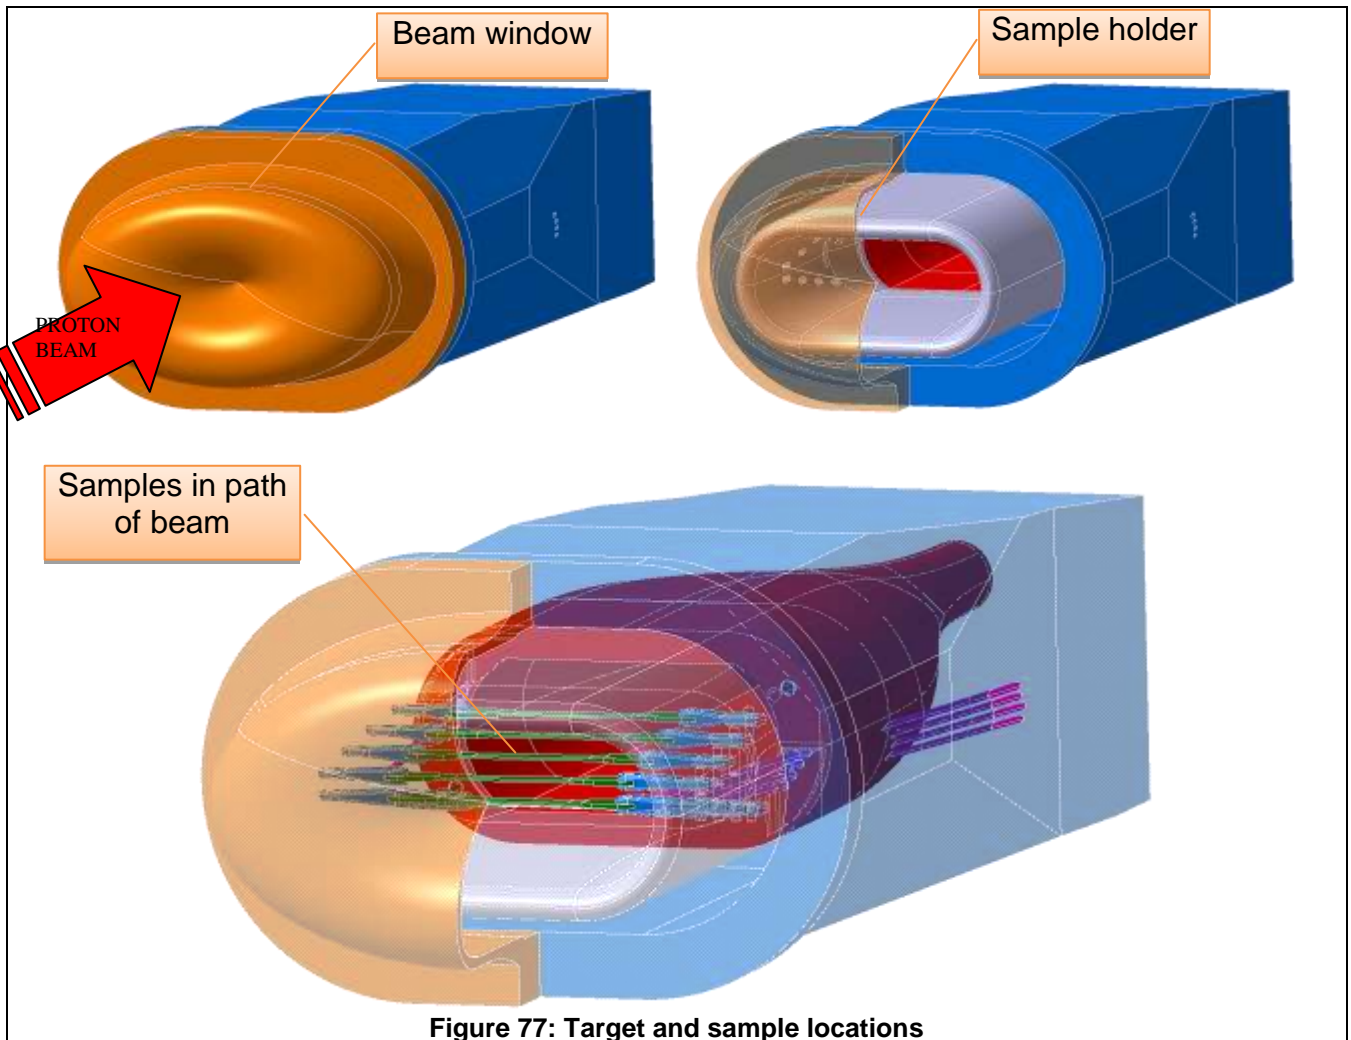 Beam window
Sample holder
PROTON
BEAM
Samples in path
of beam
Figure 77: Target and sample locations